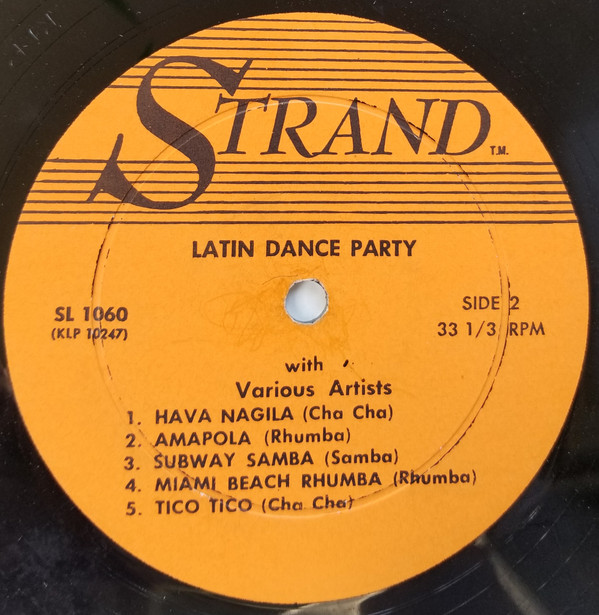 STRAND T.M.
LATIN DANCE PARTY
SL 1060
(KLP 10247)
SIDE 2
33 1/3 RPM
with
Various Artists
1. HAVA NAGILA (Cha Cha)
2. AMAPOLA (Rhumba)
3. SUBWAY SAMBA (Samba)
4. MIAMI BEACH RHUMBA (Rhumba)
5. TICO TiCO (Cha Cha)